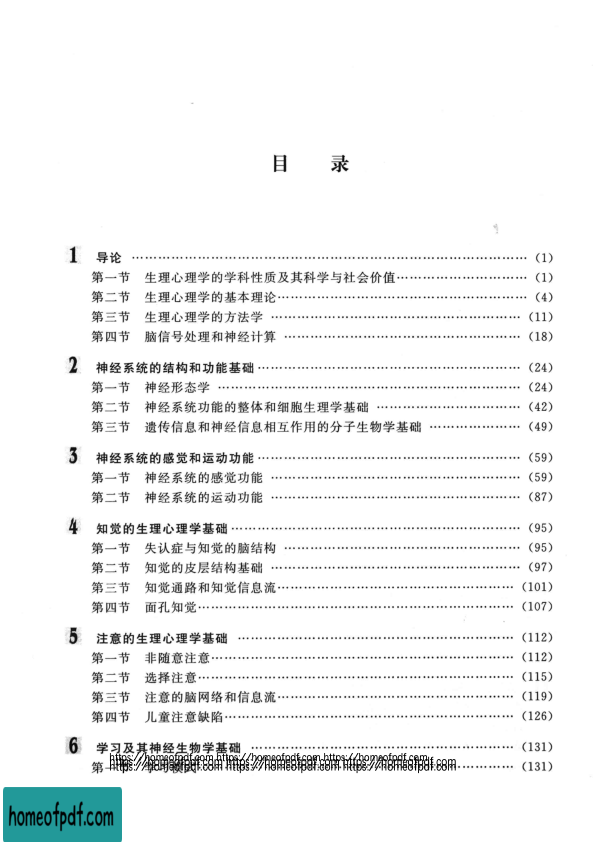 目 录
1 导论 ……………………………………………………… (1)
第一节 生理心理学的学科性质及其科学与社会价值………………… (1)
第二节 生理心理学的基本理论………………………………… (4)
第三节 生理心理学的方法学 ………………………………… (11)
第四节 脑信号处理和神经计算 ………………………………… (18)
2 神经系统的结构和功能基础………………………………… (24)
第一节 神经形态学 ………………………………………… (24)
第二节 神经系统功能的整体和细胞生理学基础 ………………… (42)
第三节 遗传信息和神经信息相互作用的分子生物学基础 ………… (49)
3 神经系统的感觉和运动功能………………………………… (59)
第一节 神经系统的感觉功能 ………………………………… (59)
第二节 神经系统的运动功能 ………………………………… (87)
4 知觉的生理心理学基础……………………………………… (95)
第一节 失认症与知觉的脑结构 ……………………………… (95)
第二节 知觉的皮层结构基础 ………………………………… (97)
第三节 知觉通路和知觉信息流………………………………… (101)
第四节 面孔知觉…………………………………………… (107)
5 注意的生理心理学基础 …………………………………… (112)
第一节 非随意注意………………………………………… (112)
第二节 选择注意…………………………………………… (115)
第三节 注意的脑网络和信息流………………………………… (119)
第四节 儿童注意缺陷……………………………………… (126)
6 学习及其神经生物学基础 ………………………………… (131)
https://homeofpdf.com https://homeofpdf.com https://homeofpdf.com
第一节 学习模式 ………………………………………… (131)
https://homeofpdf.com https://homeofpdf.com https://homeofpdf.com
homeofpdf.com